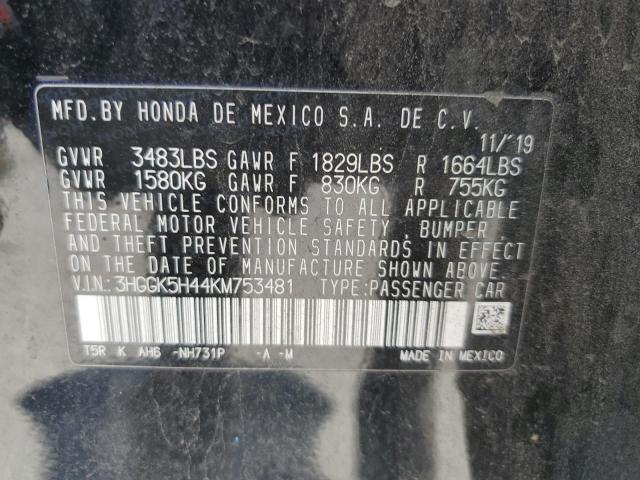 MFD.BY HONDA DE MEXICO S.A. DE C.V.
11/'19
GVWR 3483LBS GAWR F 1829LBS R 1664LBS
GVWR 1580KG GAWR F 830KG R 755KG
THIS VEHICLE CONFORMS TO ALL APPLICABLE
FEDERAL MOTOR VEHICLE SAFETY, BUMPER
AND THEFT PREVENTION STANDARDS IN EFFECT
ON THE DATE OF MANUFACTURE SHOWN ABOVE.
V.I.N.: 3HGGK5H44KM753481 TYPE:PASSENGER CAR
T5R K AH6 -NH731P -A -M MADE IN MEXICO